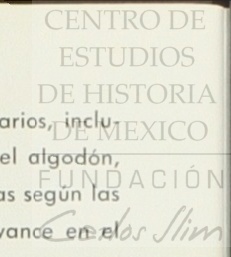 CENTRO DE
ESTUDIOS
DE HISTORIA
arios, inclu-
DE MEXICO
el algodón,
FUNDACIÓN
as según las
Carlos Slim
vance en el